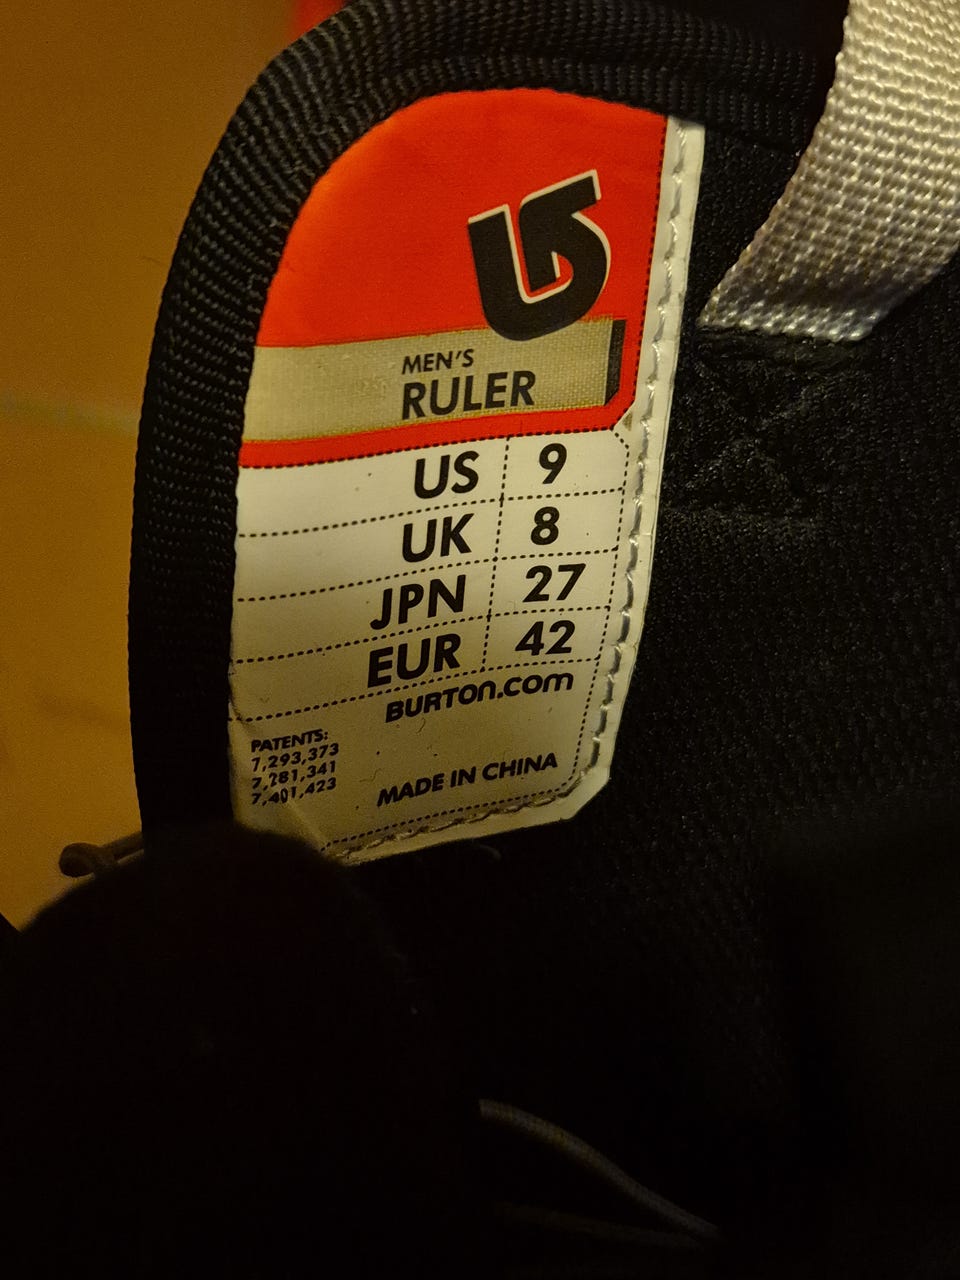 MEN'S
RULER
US 9
UK 8
JPN 27
EUR 42
BURTON.COM
PATENTS:
7,293,373
7,281,341
7,401,423
MADE IN CHINA